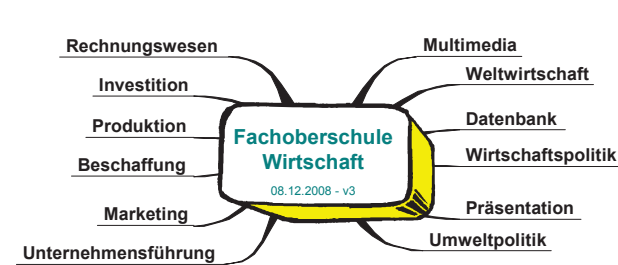 Rechnungswesen
Investition
Produktion
Beschaffung
Marketing
Unternehmensführung
Fachoberschule
Wirtschaft
08.12.2008 - v3
Multimedia
Weltwirtschaft
Datenbank
Wirtschaftspolitik
Präsentation
Umweltpolitik